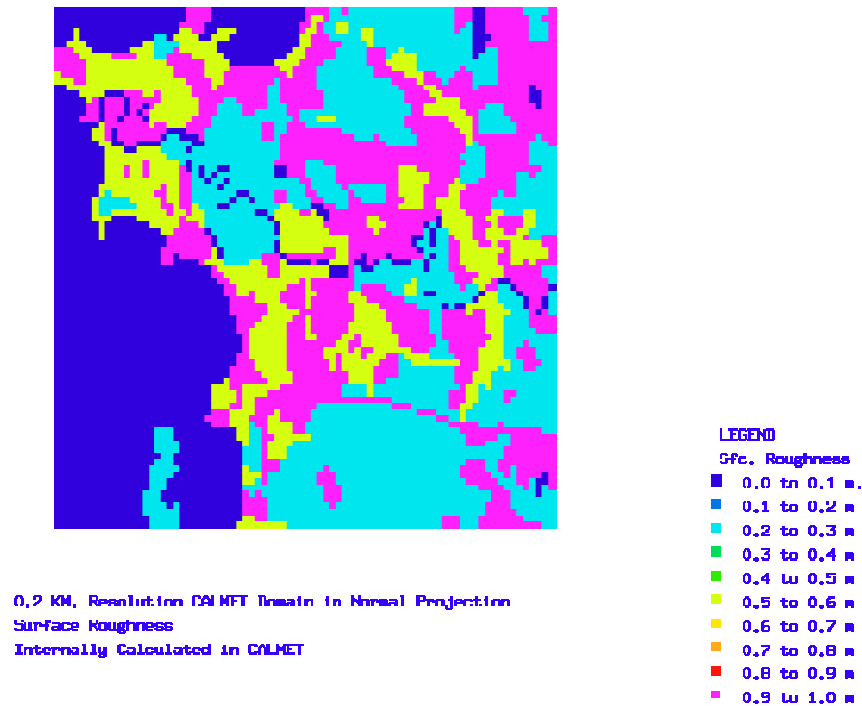 LEGEND
Sfc. Roughness
0.0 to 0.1 m.
0.1 to 0.2 m
0.2 to 0.3 m
0.3 to 0.4 m
0.4 to 0.5 m
0.5 to 0.6 m
0.6 to 0.7 m
0.7 to 0.8 m
0.8 to 0.9 m
0.9 to 1.0 m
0.2 KM. Resolution CALMET Domain in Normal Projection
Surface Roughness
Internally Calculated in CALMET